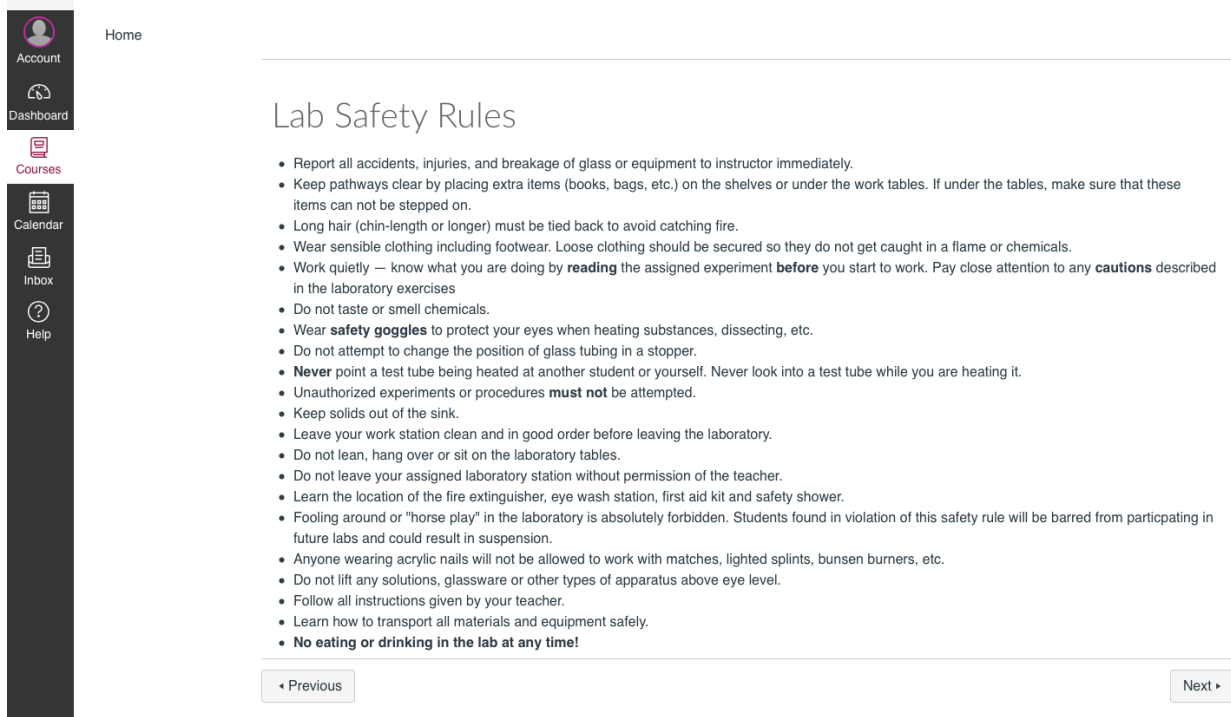 Account
Dashboard
Courses
Calendar
Inbox
Help
Home
Lab Safety Rules
• Report all accidents, injuries, and breakage of glass or equipment to instructor immediately.
• Keep pathways clear by placing extra items (books, bags, etc.) on the shelves or under the work tables. If under the tables, make sure that these
items can not be stepped on.
• Long hair (chin-length or longer) must be tied back to avoid catching fire.
• Wear sensible clothing including footwear. Loose clothing should be secured so they do not get caught in a flame or chemicals.
• Work quietly — know what you are doing by reading the assigned experiment before you start to work. Pay close attention to any cautions described
in the laboratory exercises
• Do not taste or smell chemicals.
• Wear safety goggles to protect your eyes when heating substances, dissecting, etc.
• Do not attempt to change the position of glass tubing in a stopper.
• Never point a test tube being heated at another student or yourself. Never look into a test tube while you are heating it.
• Unauthorized experiments or procedures must not be attempted.
• Keep solids out of the sink.
• Leave your work station clean and in good order before leaving the laboratory.
• Do not lean, hang over or sit on the laboratory tables.
• Do not leave your assigned laboratory station without permission of the teacher.
• Learn the location of the fire extinguisher, eye wash station, first aid kit and safety shower.
• Fooling around or "horse play" in the laboratory is absolutely forbidden. Students found in violation of this safety rule will be barred from particpating in
future labs and could result in suspension.
• Anyone wearing acrylic nails will not be allowed to work with matches, lighted splints, bunsen burners, etc.
• Do not lift any solutions, glassware or other types of apparatus above eye level.
• Follow all instructions given by your teacher.
• Learn how to transport all materials and equipment safely.
• No eating or drinking in the lab at any time!
Previous
Next